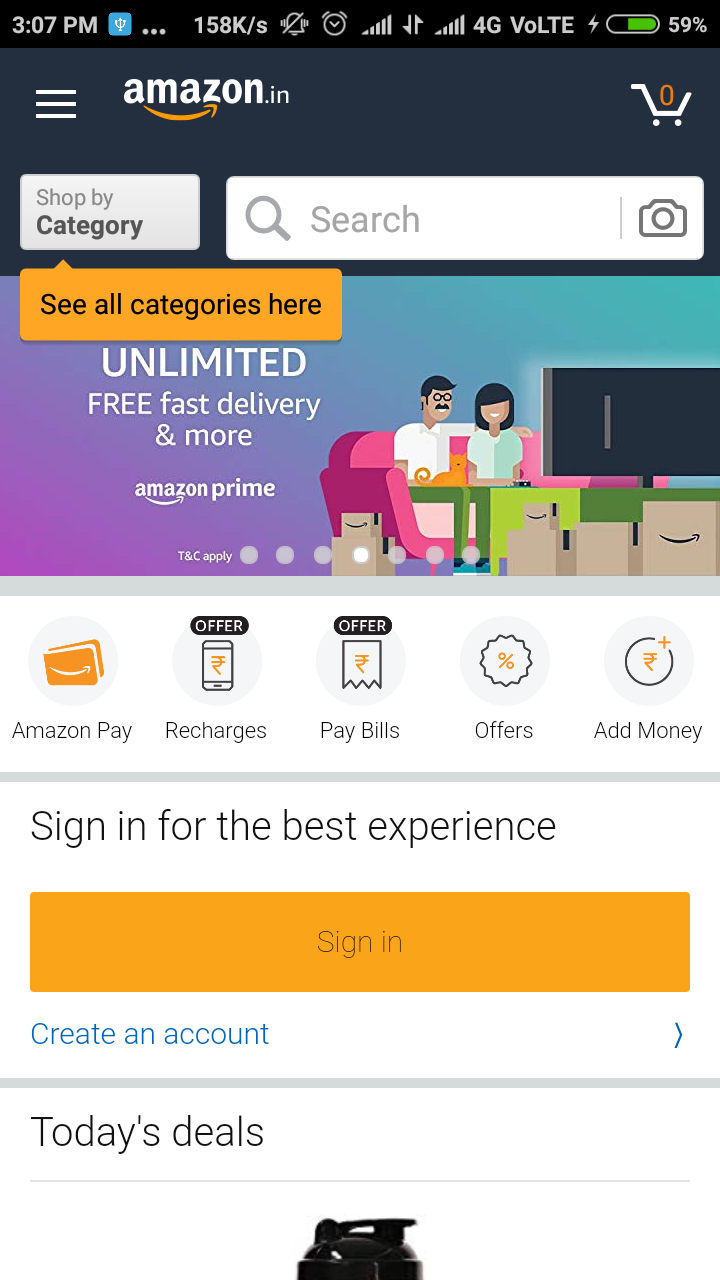 3:07 PM ... 158K/s 4G VoLTE 59%
amazon.in
0
Shop by
Category
Search
See all categories here
UNLIMITED
FREE fast delivery
& more
amazon prime
T&C apply
OFFER OFFER
₹ ₹ % ₹+
Amazon Pay Recharges Pay Bills Offers Add Money
Sign in for the best experience
Sign in
Create an account
Today's deals